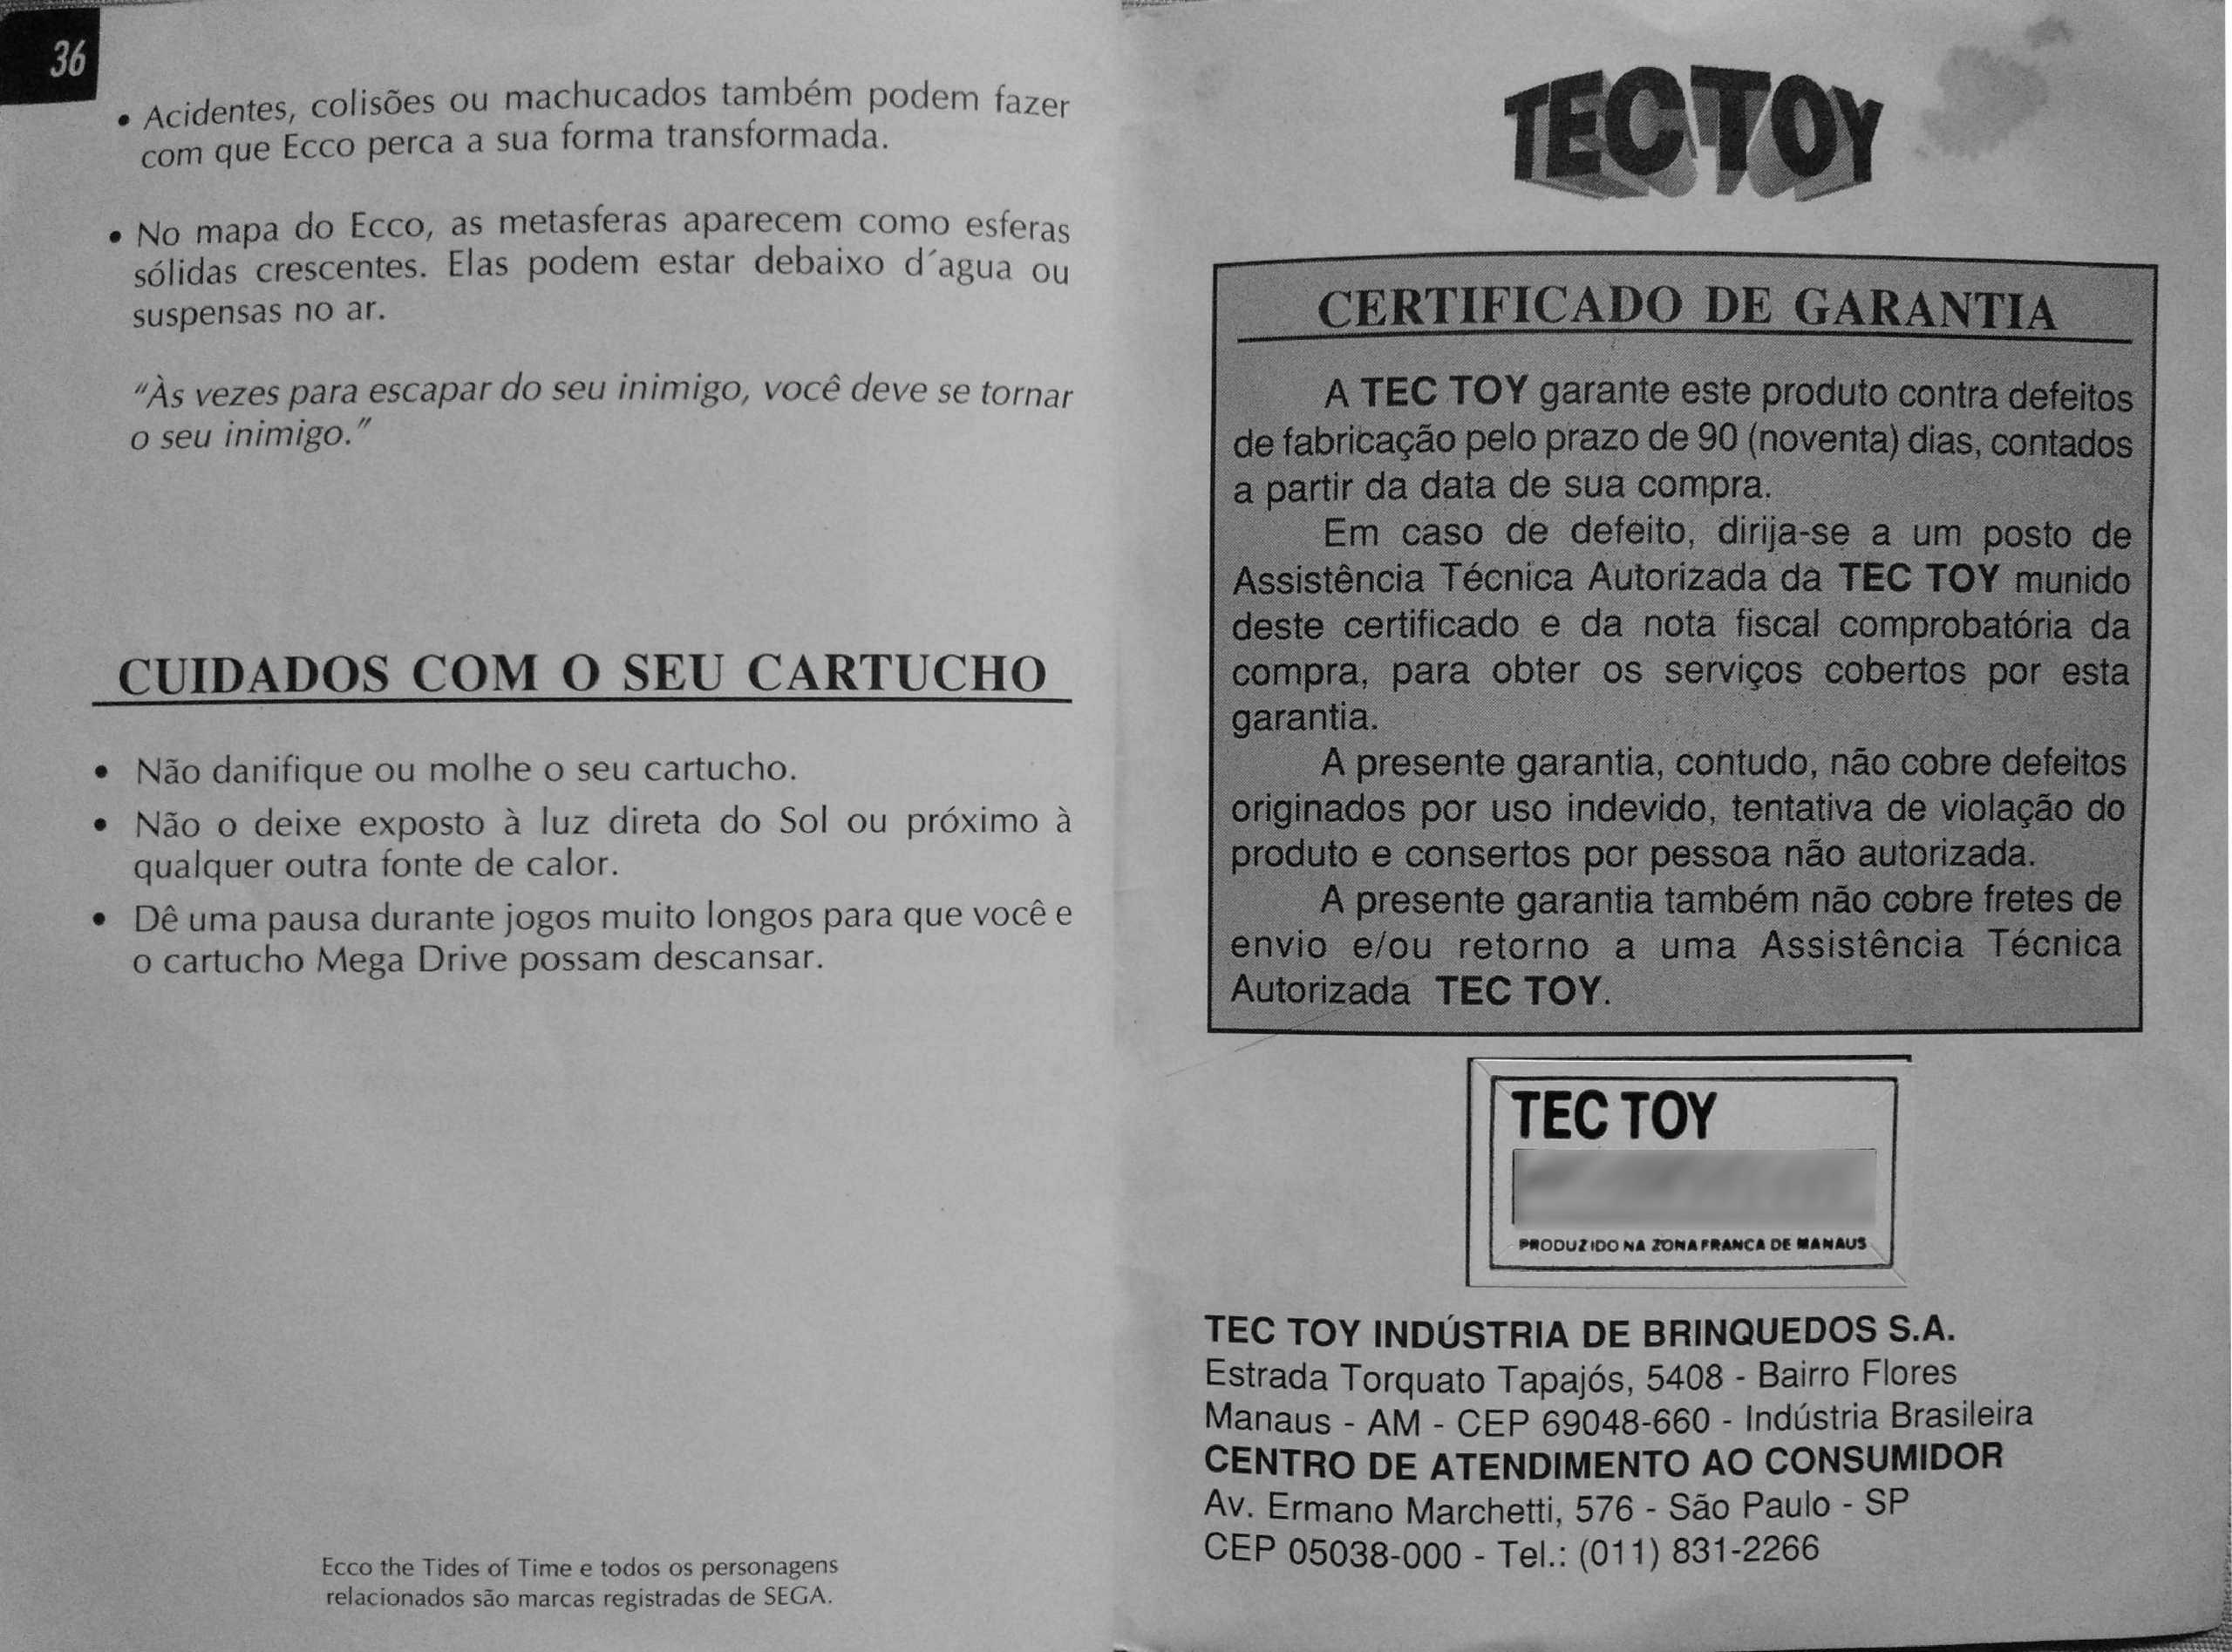 36
• Acidentes, colisões ou machucados também podem fazer
com que Ecco perca a sua forma transformada.
• No mapa do Ecco, as metasferas aparecem como esferas
sólidas crescentes. Elas podem estar debaixo d´agua ou
suspensas no ar.
"Às vezes para escapar do seu inimigo, você deve se tornar
o seu inimigo."
CUIDADOS COM O SEU CARTUCHO
• Não danifique ou molhe o seu cartucho.
• Não o deixe exposto à luz direta do Sol ou próximo à
qualquer outra fonte de calor.
• Dê uma pausa durante jogos muito longos para que você e
o cartucho Mega Drive possam descansar.
Ecco the Tides of Time e todos os personagens
relacionados são marcas registradas de SEGA.
TECTOY
CERTIFICADO DE GARANTIA
A TEC TOY garante este produto contra defeitos
de fabricação pelo prazo de 90 (noventa) dias, contados
a partir da data de sua compra.
Em caso de defeito, dirija-se a um posto de
Assistência Técnica Autorizada da TEC TOY munido
deste certificado e da nota fiscal comprobatória da
compra, para obter os serviços cobertos por esta
garantia.
A presente garantia, contudo, não cobre defeitos
originados por uso indevido, tentativa de violação do
produto e consertos por pessoa não autorizada.
A presente garantia também não cobre fretes de
envio e/ou retorno a uma Assistência Técnica
Autorizada TEC TOY.
TEC TOY
PRODUZIDO NA ZONA FRANCA DE MANAUS
TEC TOY INDÚSTRIA DE BRINQUEDOS S.A.
Estrada Torquato Tapajós, 5408 - Bairro Flores
Manaus - AM - CEP 69048-660 - Indústria Brasileira
CENTRO DE ATENDIMENTO AO CONSUMIDOR
Av. Ermano Marchetti, 576 - São Paulo - SP
CEP 05038-000 - Tel.: (011) 831-2266